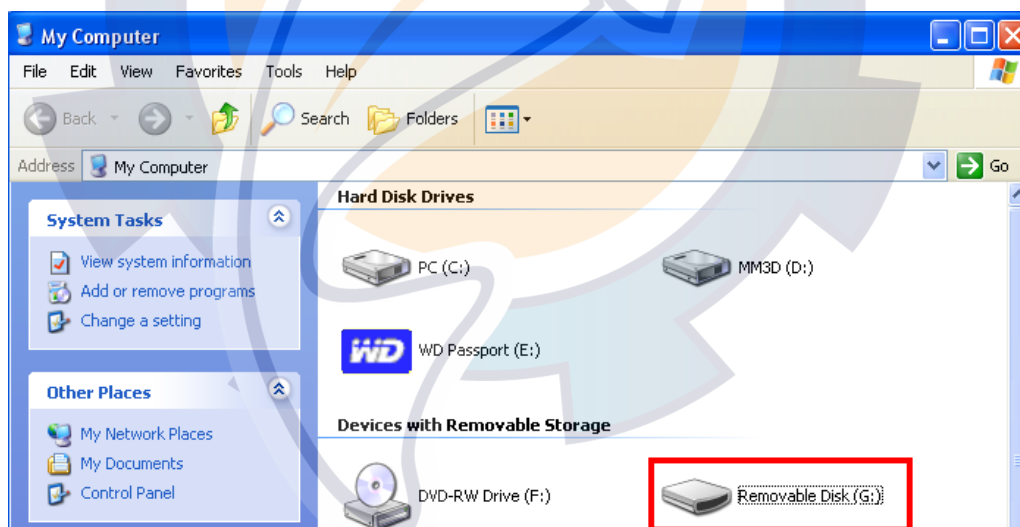 My Computer
File Edit View Favorites Tools Help
Back Search Folders
Address My Computer Go
System Tasks
View system information
Add or remove programs
Change a setting
Other Places
My Network Places
My Documents
Control Panel
Hard Disk Drives
PC (C:) MM3D (D:)
WD WD Passport (E:)
Devices with Removable Storage
DVD-RW Drive (F:) Removable Disk (G:)